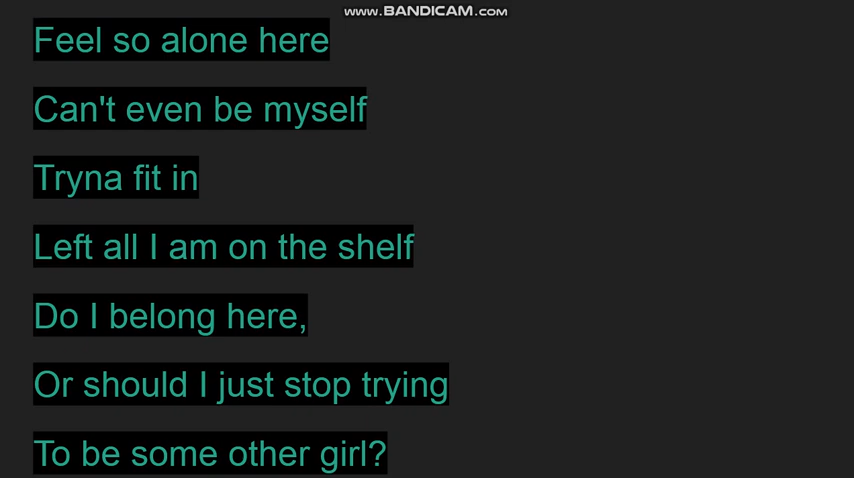 www.BANDICAM.com
Feel so alone here
Can't even be myself
Tryna fit in
Left all I am on the shelf
Do I belong here,
Or should I just stop trying
To be some other girl?